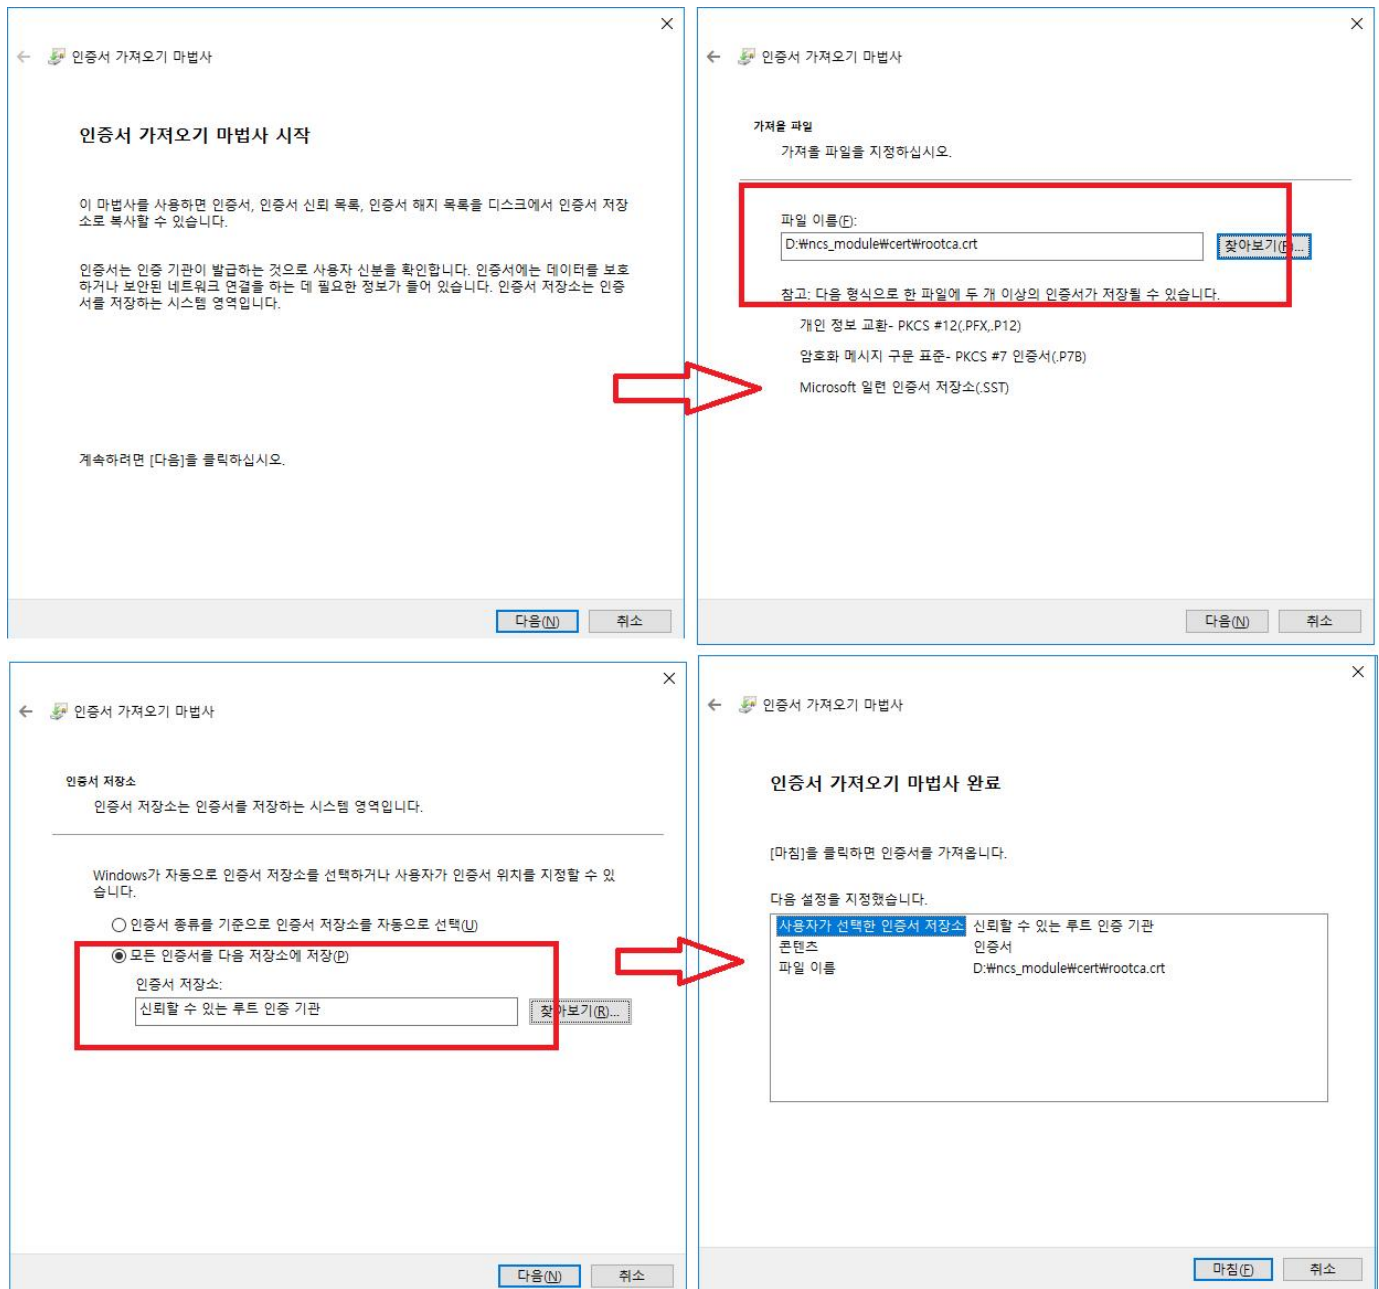 인증서 가져오기 마법사
인증서 가져오기 마법사 시작
이 마법사를 사용하면 인증서, 인증서 신뢰 목록, 인증서 해지 목록을 디스크에서 인증서 저장
소로 복사할 수 있습니다.
인증서는 인증 기관이 발급하는 것으로 사용자 신분을 확인합니다. 인증서에는 데이터를 보호
하거나 보안된 네트워크 연결을 하는 데 필요한 정보가 들어 있습니다. 인증서 저장소는 인증
서를 저장하는 시스템 영역입니다.
계속하려면 [다음]을 클릭하십시오.
다음(N) 취소
인증서 가져오기 마법사
가져올 파일
가져올 파일을 지정하십시오.
파일 이름(F):
D:₩ncs_module₩cert₩rootca.crt 찾아보기(R)...
참고: 다음 형식으로 한 파일에 두 개 이상의 인증서가 저장될 수 있습니다.
개인 정보 교환- PKCS #12(.PFX,.P12)
암호화 메시지 구문 표준- PKCS #7 인증서(.P7B)
Microsoft 일련 인증서 저장소(.SST)
다음(N) 취소
인증서 가져오기 마법사
인증서 저장소
인증서 저장소는 인증서를 저장하는 시스템 영역입니다.
Windows가 자동으로 인증서 저장소를 선택하거나 사용자가 인증서 위치를 지정할 수 있
습니다.
인증서 종류를 기준으로 인증서 저장소를 자동으로 선택(U)
모든 인증서를 다음 저장소에 저장(P)
인증서 저장소:
신뢰할 수 있는 루트 인증 기관 찾아보기(R)...
다음(N) 취소
인증서 가져오기 마법사
인증서 가져오기 마법사 완료
[마침]을 클릭하면 인증서를 가져옵니다.
다음 설정을 지정했습니다.
사용자가 선택한 인증서 저장소 신뢰할 수 있는 루트 인증 기관
콘텐츠 인증서
파일 이름 D:₩ncs_module₩cert₩rootca.crt
마침(F) 취소